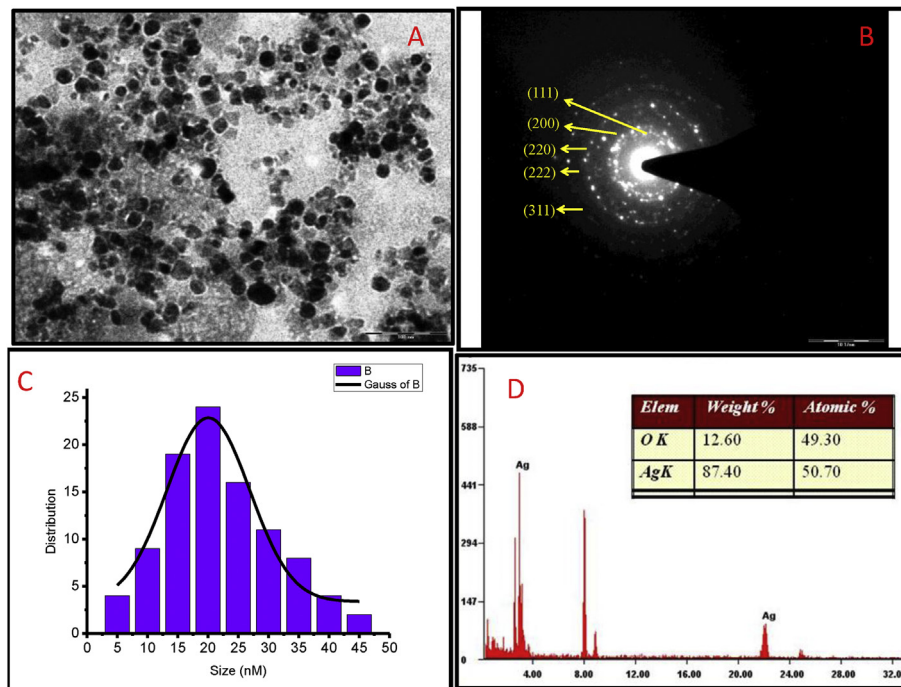 A
B
(111)
(200)
(220)
(222)
(311)
C
B
Gauss of B
25
20
15
10
5
0
Distribution
5 10 15 20 25 30 35 40 45 50
Size (nM)
D
735
588
441
294
147
0
Ag
Ag
4.00 8.00 12.00 16.00 20.00 24.00 28.00
Elem Weight % Atomic %
O K 12.60 49.30
AgK 87.40 50.70